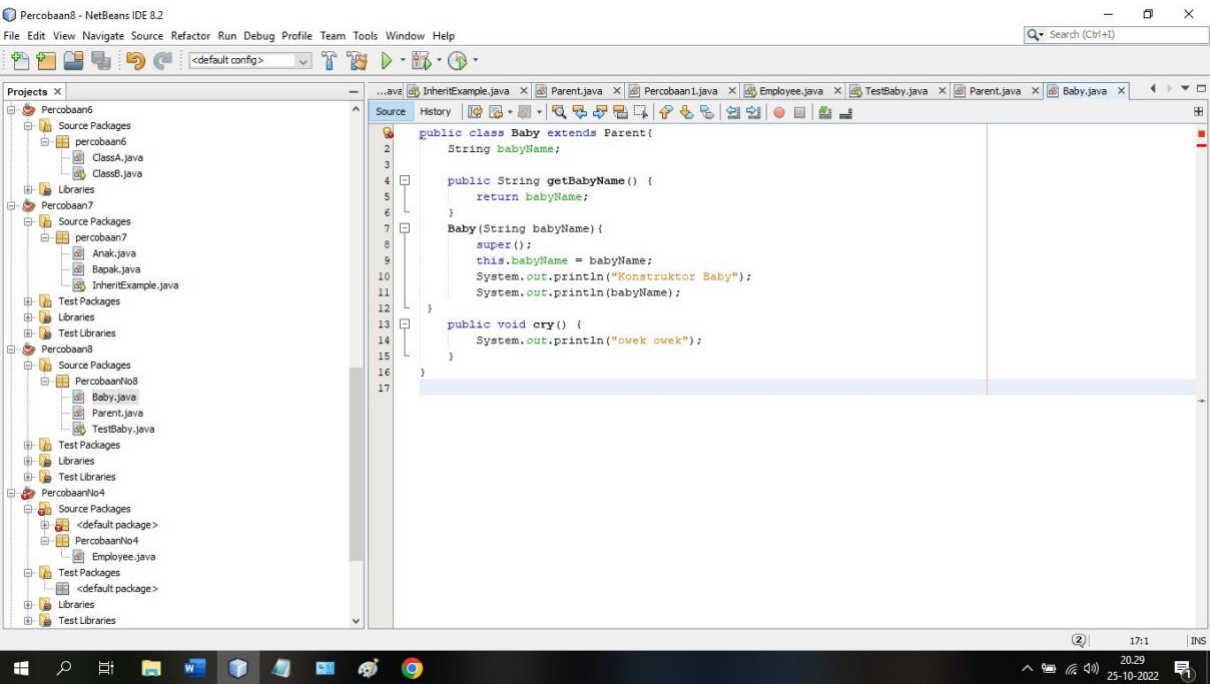 Percobaan8 - NetBeans IDE 8.2
File Edit View Navigate Source Refactor Run Debug Profile Team Tools Window Help
Search (Ctrl+I)
<default config>
Projects
...ava InheritExample.java Parent.java Percobaan1.java Employee.java TestBaby.java Parent.java Baby.java
Source History
Percobaan6
Source Packages
percobaan6
ClassA.java
ClassB.java
Libraries
Percobaan7
Source Packages
percobaan7
Anak.java
Bapak.java
InheritExample.java
Test Packages
Libraries
Test Libraries
Percobaan8
Source Packages
PercobaanNo8
Baby.java
Parent.java
TestBaby.java
Test Packages
Libraries
Test Libraries
PercobaanNo4
Source Packages
<default package>
PercobaanNo4
Employee.java
Test Packages
<default package>
Libraries
Test Libraries
public class Baby extends Parent{
2 String babyName;
3
4 public String getBabyName() {
5 return babyName;
6 }
7 Baby(String babyName){
8 super();
9 this.babyName = babyName;
10 System.out.println("Konstruktor Baby");
11 System.out.println(babyName);
12 }
13 public void cry() {
14 System.out.println("owek owek");
15 }
16 }
17
2 17:1 INS
20.29
25-10-2022
1